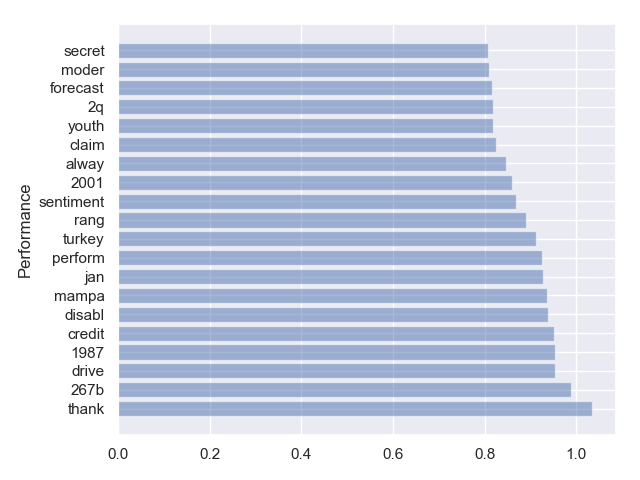 secret
moder
forecast
2q
youth
claim
alway
2001
sentiment
rang
turkey
perform
jan
mampa
disabl
credit
1987
drive
267b
thank
Performance
0.0 0.2 0.4 0.6 0.8 1.0